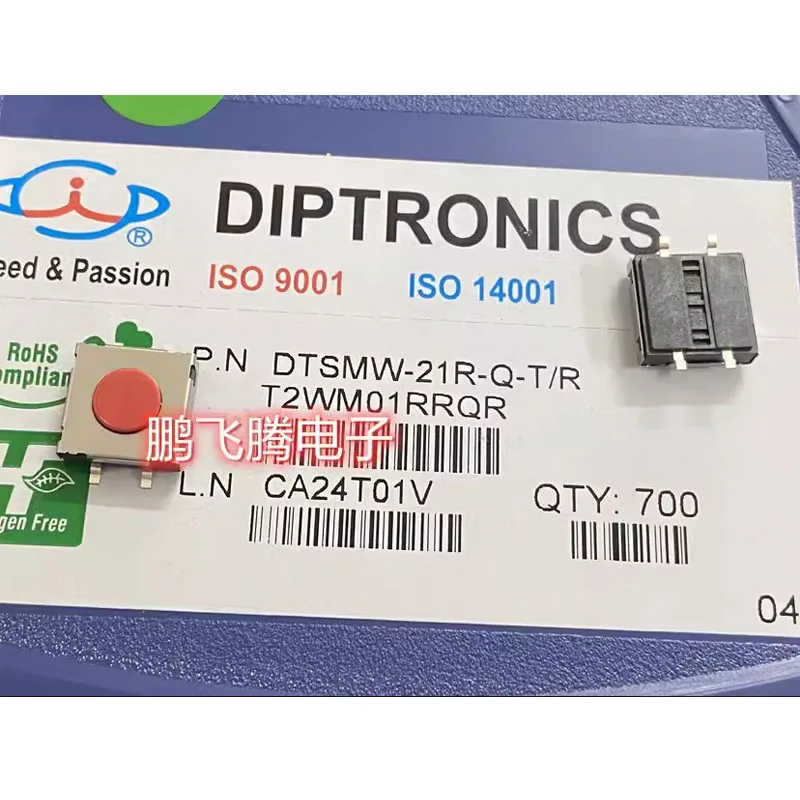 DIPTRONICS
®
eed & Passion
ISO 9001 ISO 14001
RoHS
ompliant
P.N DTSMW-21R-Q-T/R
T2WM01RRQR
鹏飞腾电子
L.N CA24T01V
QTY: 700
gen Free
04